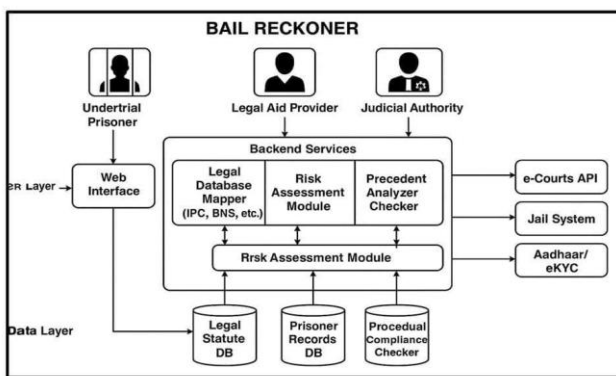 BAIL RECKONER
Undertrial
Prisoner
Legal Aid Provider
Judicial Authority
Backend Services
ER Layer
Web
Interface
Legal
Database
Mapper
(IPC, BNS, etc.)
Risk
Assessment
Module
Precedent
Analyzer
Checker
e-Courts API
Jail System
Aadhaar/
eKYC
Rrsk Assessment Module
Data Layer
Legal
Statute
DB
Prisoner
Records
DB
Procedual
Compliance
Checker